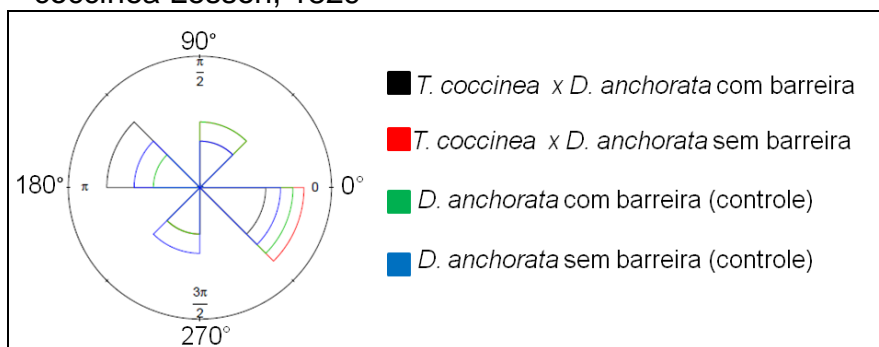 90°
π
2
T. coccinea x D. anchorata com barreira
T. coccinea x D. anchorata sem barreira
180°
π
0
0°
D. anchorata com barreira (controle)
D. anchorata sem barreira (controle)
3π
2
270°